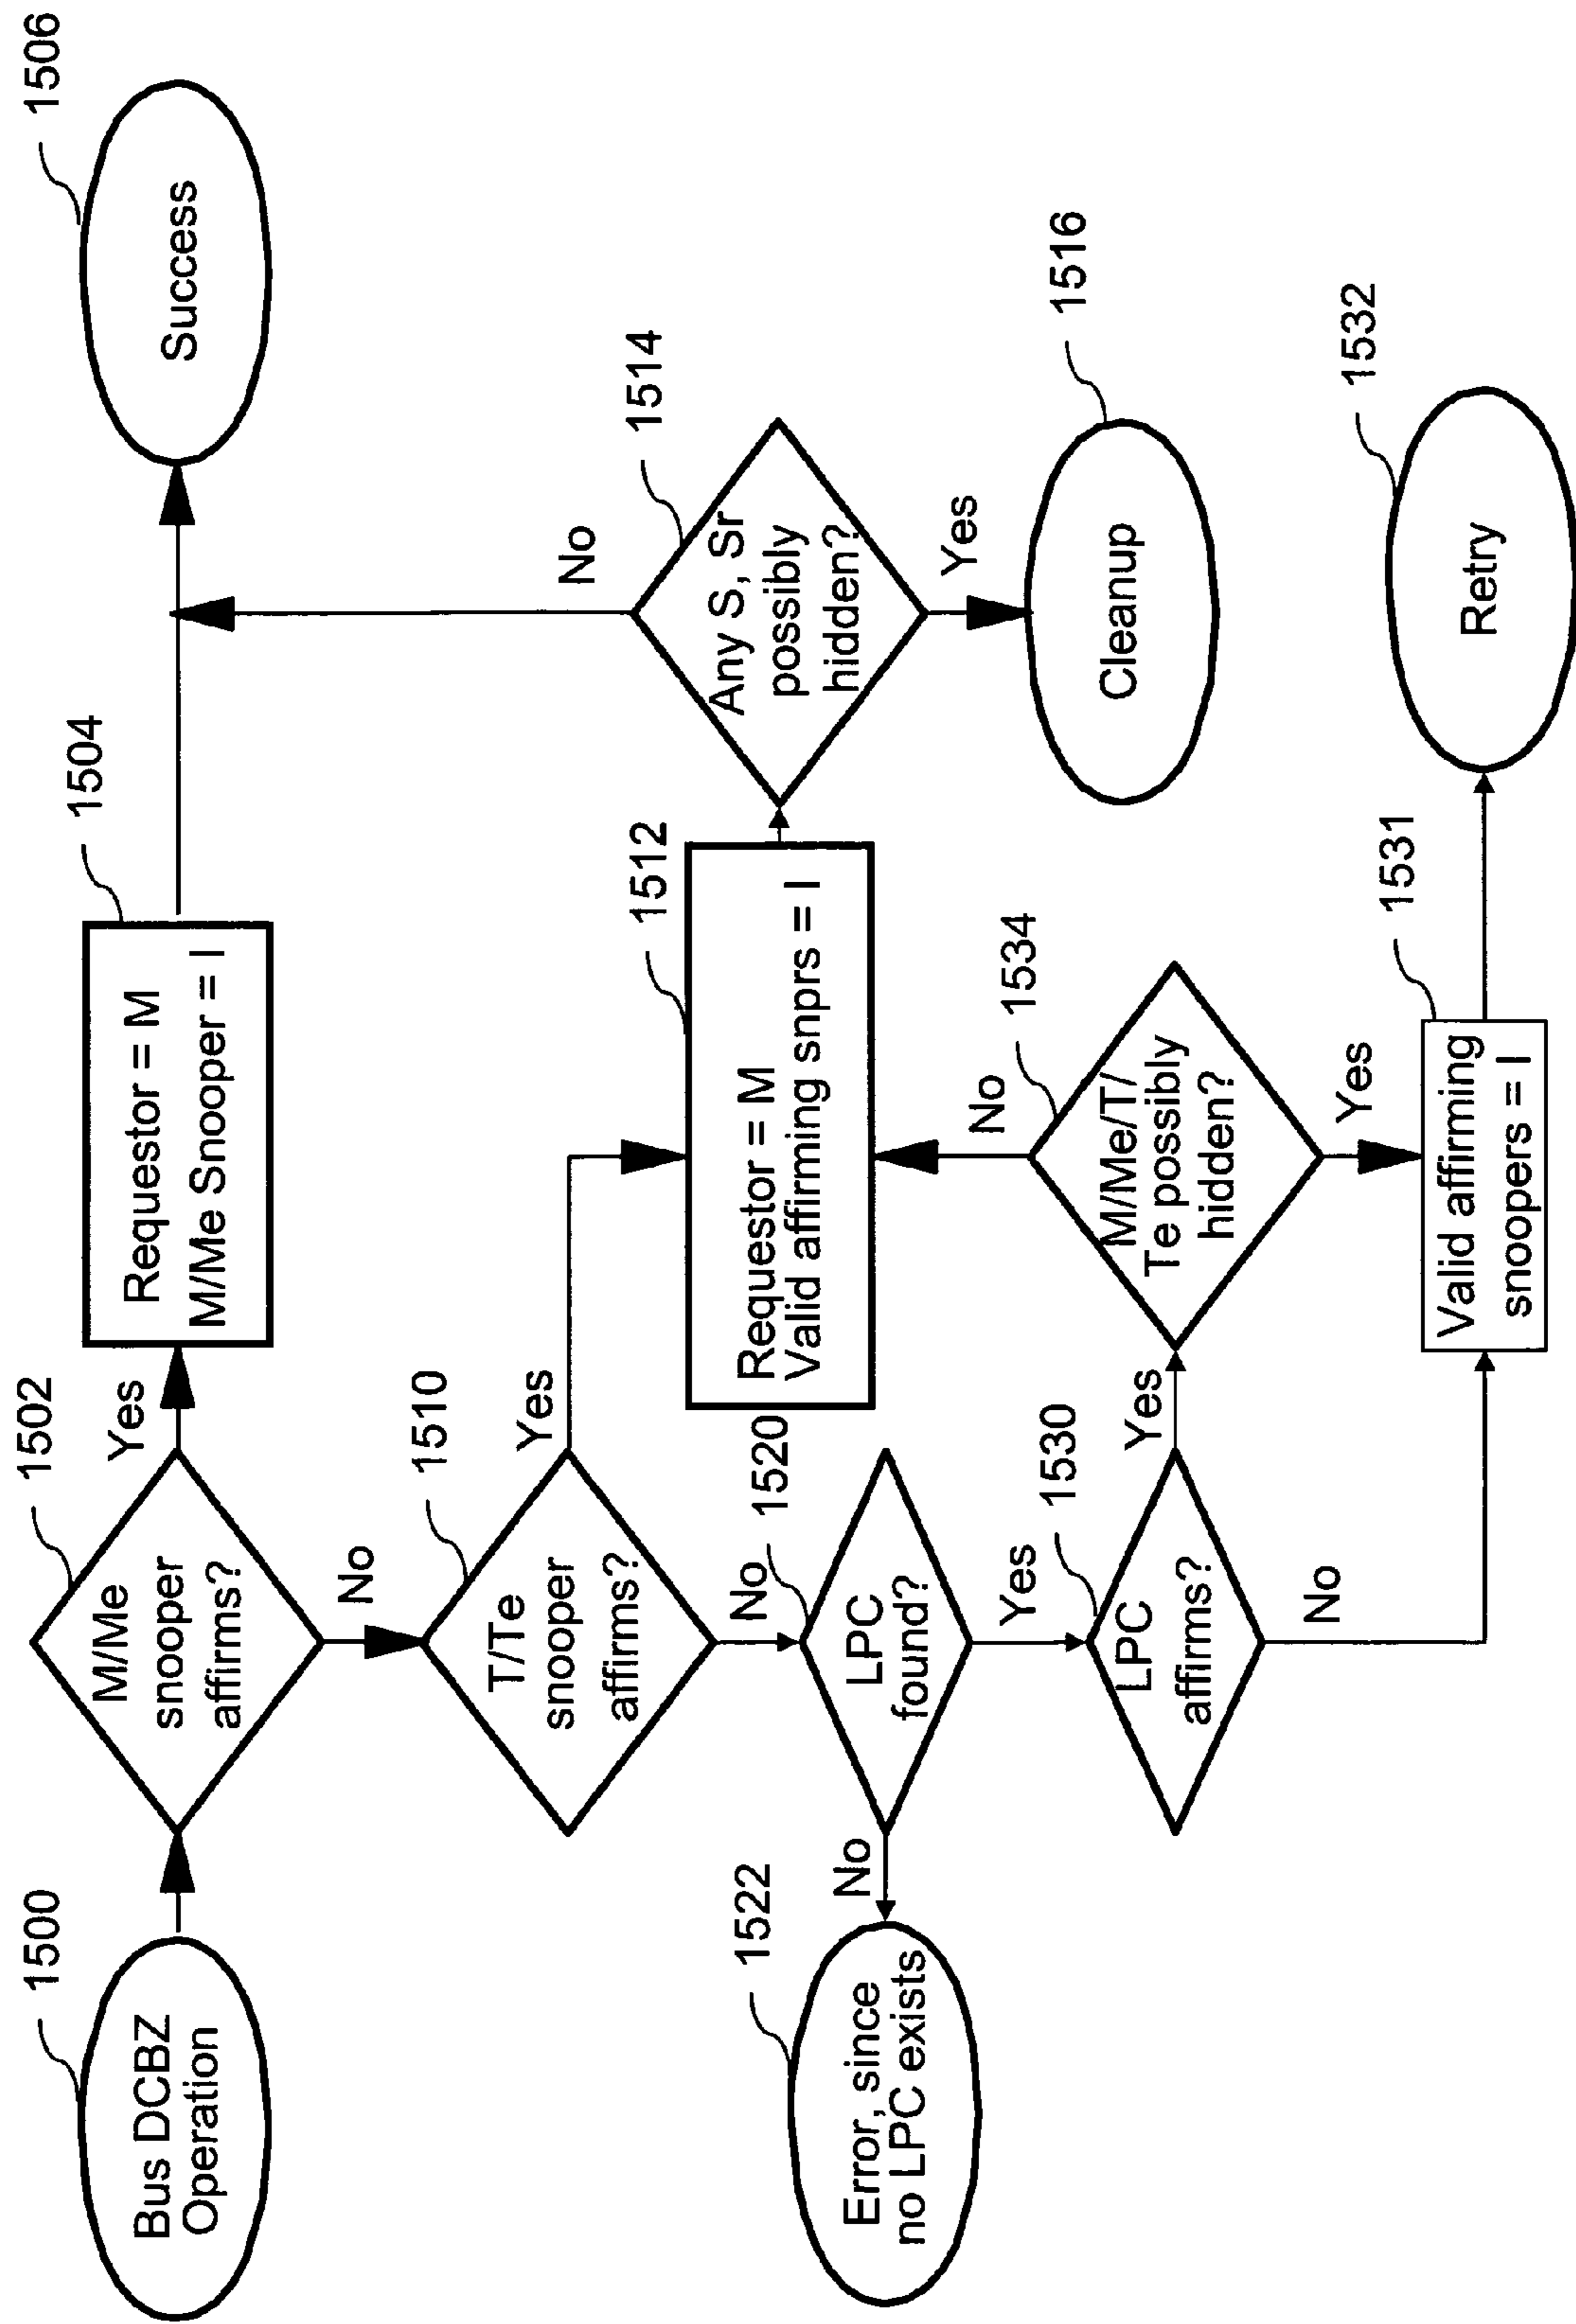 1500
Bus DCBZ
Operation
1502
M/Me
snooper
affirms?
Yes
No
1504
Requestor = M
M/Me Snooper = I
1506
Success
1510
T/Te
snooper
affirms?
Yes
No
1512
Requestor = M
Valid affirming snprs = I
1514
Any S, Sr
possibly
hidden?
No
Yes
1516
Cleanup
1520
LPC
found?
No
Yes
1522
Error, since
no LPC exists
1530
LPC
affirms?
Yes
No
1534
M/Me/T/
Te possibly
hidden?
No
Yes
1531
Valid affirming
snoopers = I
1532
Retry